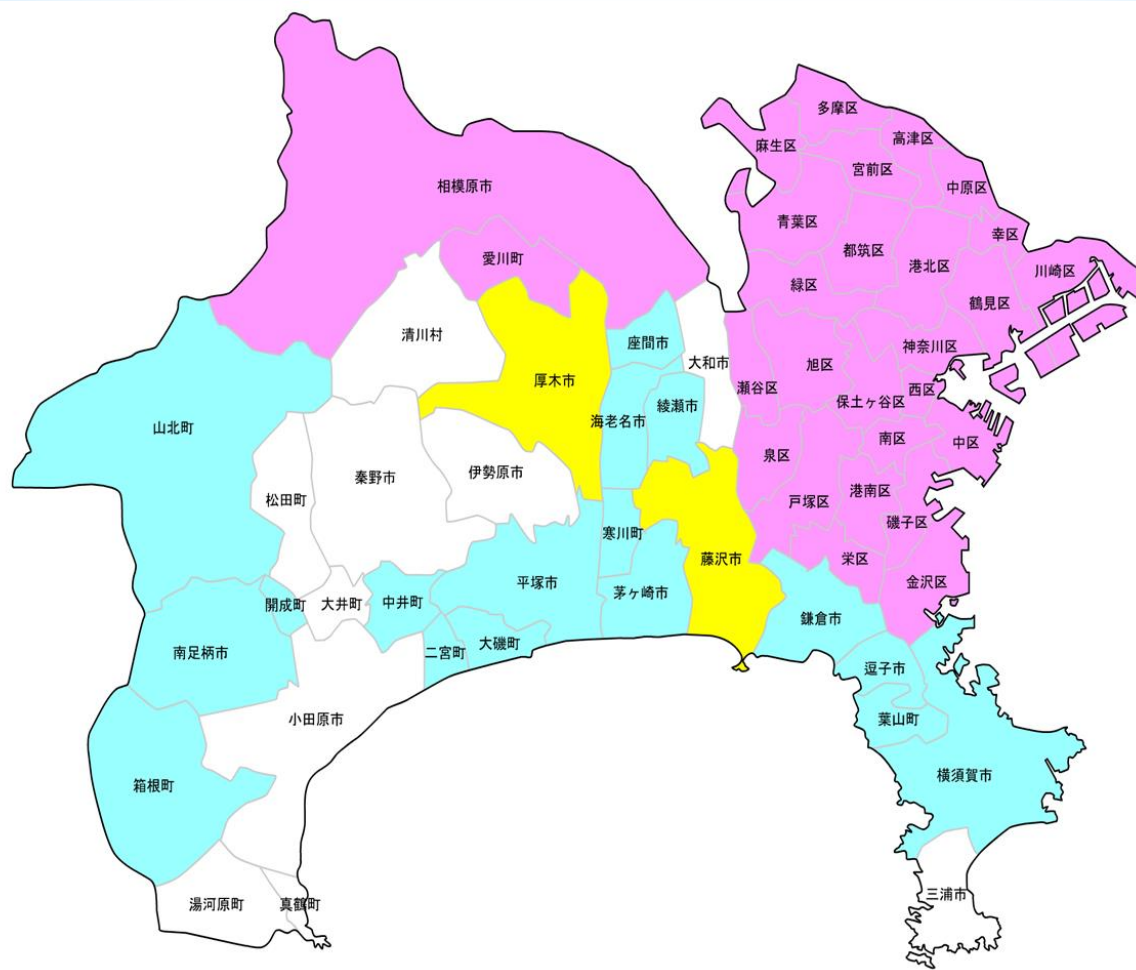 多摩区
麻生区
高津区
宮前区
中原区
相模原市
青葉区
幸区
都筑区
愛川町
港北区
川崎区
緑区
鶴見区
清川村
座間市
神奈川区
大和市
旭区
厚木市
瀬谷区
西区
保土ヶ谷区
綾瀬市
海老名市
山北町
南区
中区
泉区
伊勢原市
秦野市
港南区
松田町
戸塚区
磯子区
寒川町
藤沢市
栄区
平塚市
金沢区
茅ヶ崎市
中井町
開成町
大井町
鎌倉市
大磯町
二宮町
南足柄市
逗子市
小田原市
葉山町
横須賀市
箱根町
三浦市
湯河原町
真鶴町